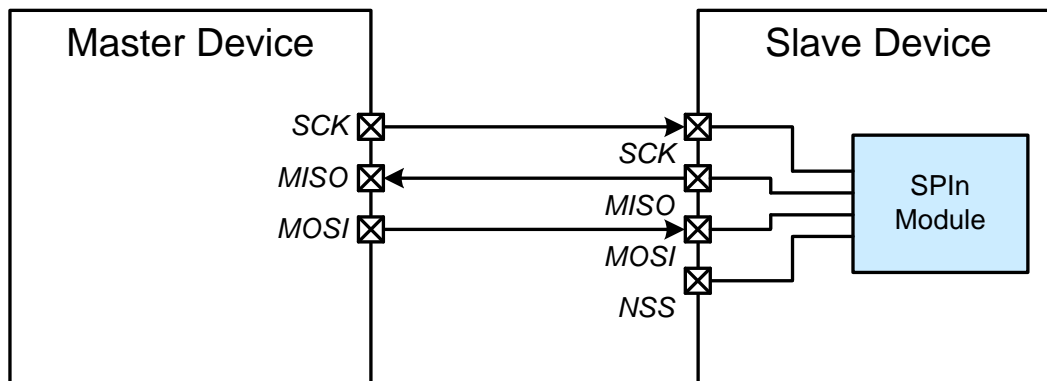 Master Device
Slave Device
SCK
MISO
MOSI
SCK
MISO
MOSI
NSS
SPIn
Module